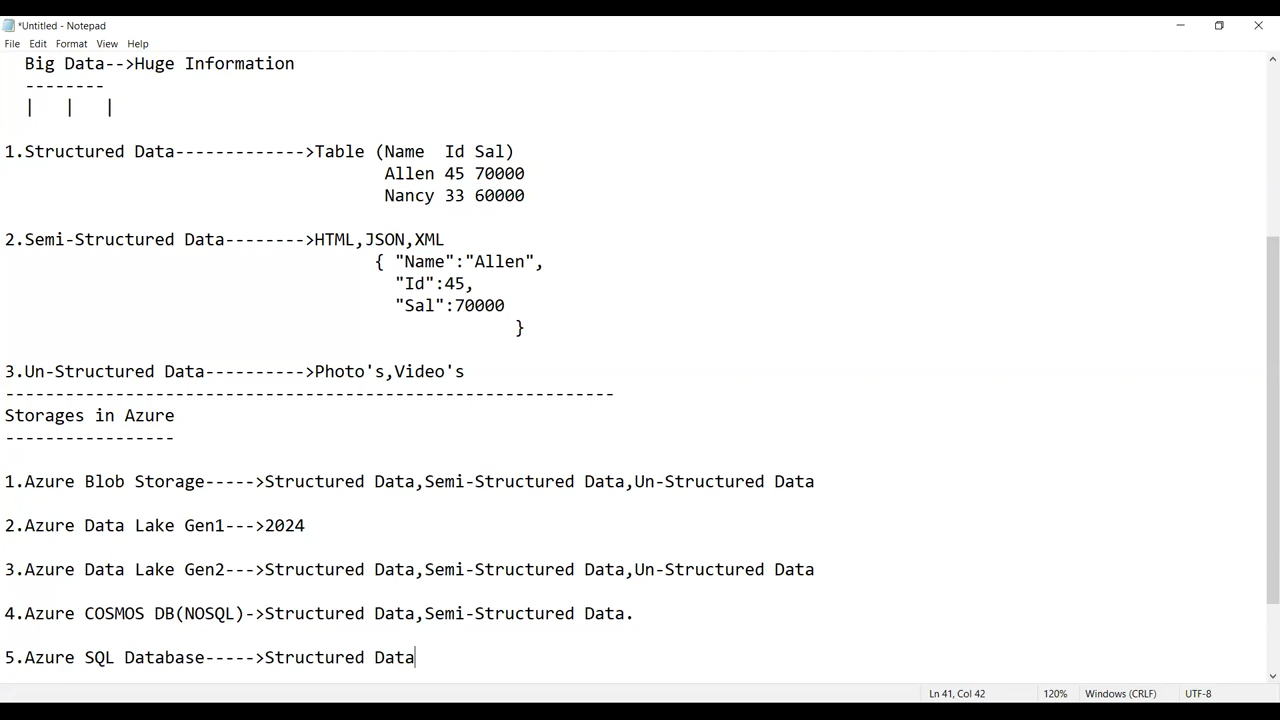 *Untitled - Notepad
File Edit Format View Help
Big Data-->Huge Information
--------
| | |
1.Structured Data------------->Table (Name Id Sal)
Allen 45 70000
Nancy 33 60000
2.Semi-Structured Data-------->HTML,JSON,XML
{ "Name":"Allen",
"Id":45,
"Sal":70000
}
3.Un-Structured Data---------->Photo's,Video's
-------------------------------------------------------------
Storages in Azure
-----------------
1.Azure Blob Storage----->Structured Data,Semi-Structured Data,Un-Structured Data
2.Azure Data Lake Gen1--->2024
3.Azure Data Lake Gen2--->Structured Data,Semi-Structured Data,Un-Structured Data
4.Azure COSMOS DB(NOSQL)->Structured Data,Semi-Structured Data.
5.Azure SQL Database----->Structured Data
Ln 41, Col 42 120% Windows (CRLF) UTF-8